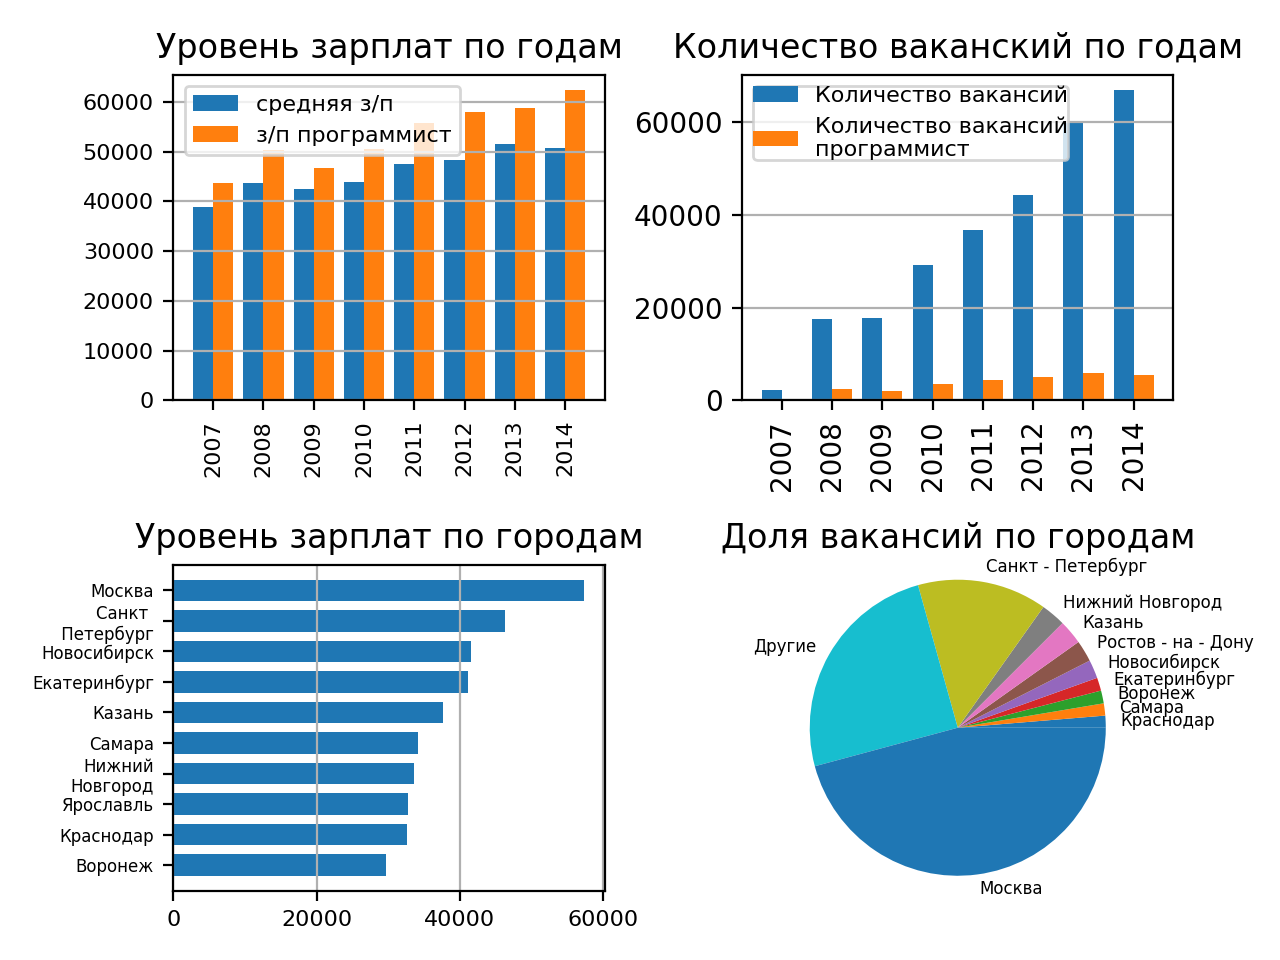 Уровень зарплат по годам
средняя з/п
з/п программист
60000
50000
40000
30000
20000
10000
0
2007
2008
2009
2010
2011
2012
2013
2014
Количество ваканский по годам
Количество вакансий
Количество вакансий
программист
60000
40000
20000
0
2007
2008
2009
2010
2011
2012
2013
2014
Уровень зарплат по городам
Москва
Санкт
Петербург
Новосибирск
Екатеринбург
Казань
Самара
Нижний
Новгород
Ярославль
Краснодар
Воронеж
0
20000
40000
60000
Доля вакансий по городам
Санкт - Петербург
Нижний Новгород
Казань
Ростов - на - Дону
Новосибирск
Екатеринбург
Воронеж
Самара
Краснодар
Другие
Москва